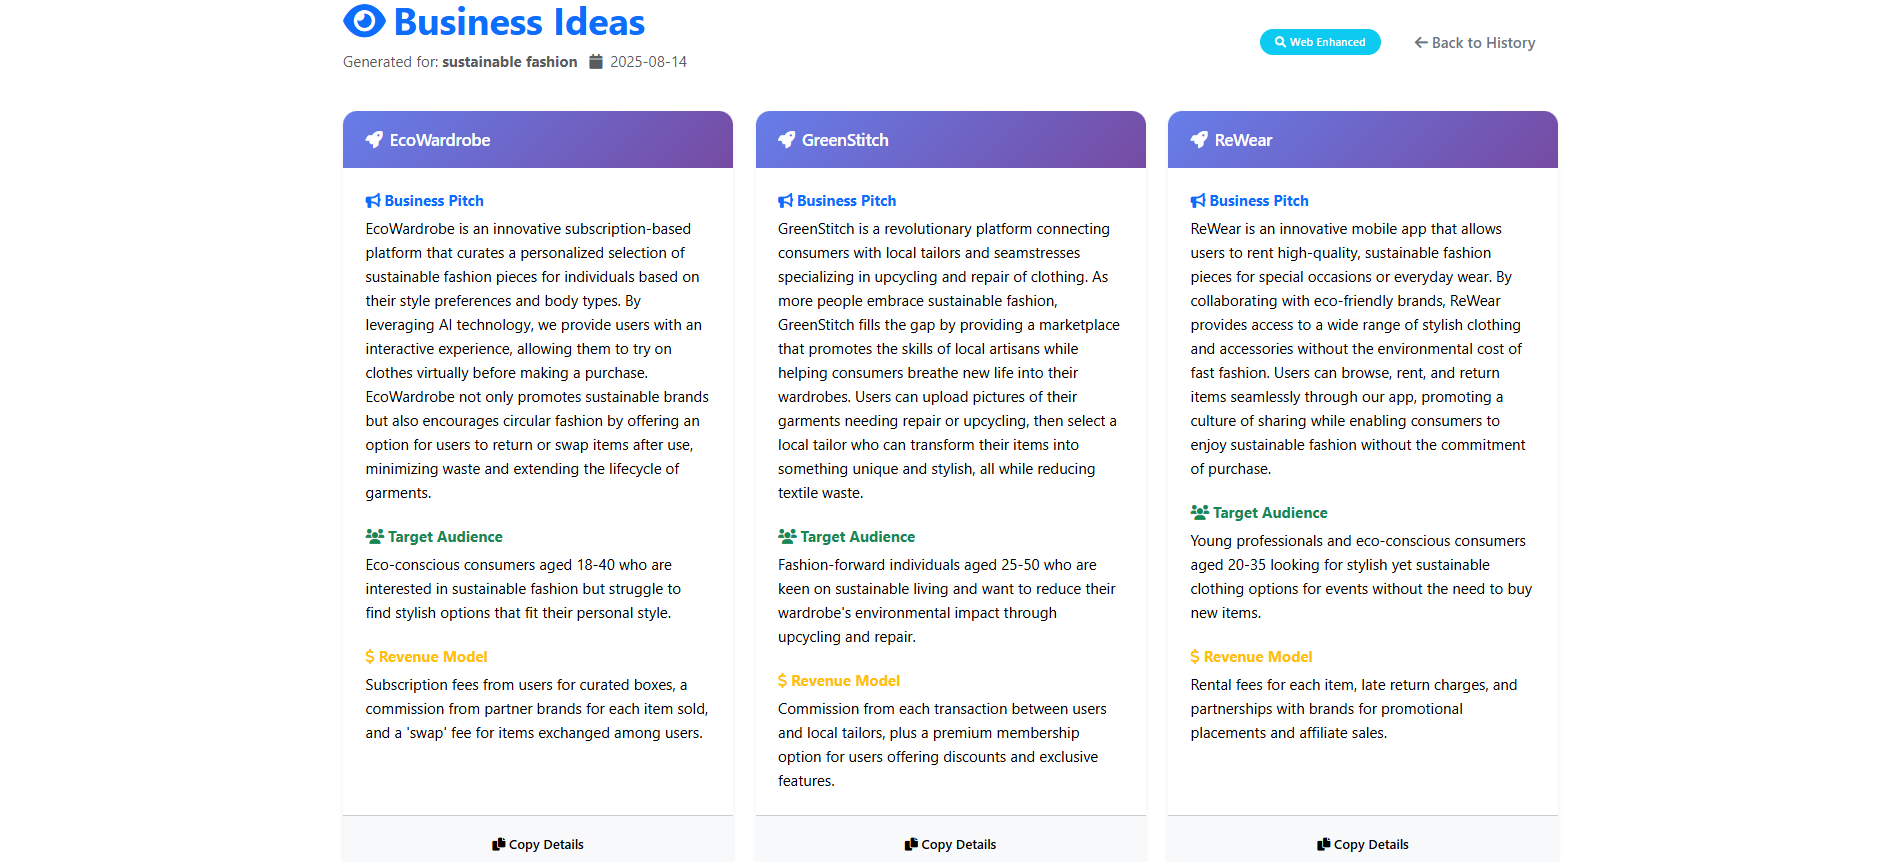 Business Ideas
Generated for: sustainable fashion 2025-08-14
Web Enhanced
Back to History
EcoWardrobe
Business Pitch
EcoWardrobe is an innovative subscription-based
platform that curates a personalized selection of
sustainable fashion pieces for individuals based on
their style preferences and body types. By
leveraging AI technology, we provide users with an
interactive experience, allowing them to try on
clothes virtually before making a purchase.
EcoWardrobe not only promotes sustainable brands
but also encourages circular fashion by offering an
option for users to return or swap items after use,
minimizing waste and extending the lifecycle of
garments.
Target Audience
Eco-conscious consumers aged 18-40 who are
interested in sustainable fashion but struggle to
find stylish options that fit their personal style.
$ Revenue Model
Subscription fees from users for curated boxes, a
commission from partner brands for each item sold,
and a 'swap' fee for items exchanged among users.
Copy Details
GreenStitch
Business Pitch
GreenStitch is a revolutionary platform connecting
consumers with local tailors and seamstresses
specializing in upcycling and repair of clothing. As
more people embrace sustainable fashion,
GreenStitch fills the gap by providing a marketplace
that promotes the skills of local artisans while
helping consumers breathe new life into their
wardrobes. Users can upload pictures of their
garments needing repair or upcycling, then select a
local tailor who can transform their items into
something unique and stylish, all while reducing
textile waste.
Target Audience
Fashion-forward individuals aged 25-50 who are
keen on sustainable living and want to reduce their
wardrobe's environmental impact through
upcycling and repair.
$ Revenue Model
Commission from each transaction between users
and local tailors, plus a premium membership
option for users offering discounts and exclusive
features.
Copy Details
ReWear
Business Pitch
ReWear is an innovative mobile app that allows
users to rent high-quality, sustainable fashion
pieces for special occasions or everyday wear. By
collaborating with eco-friendly brands, ReWear
provides access to a wide range of stylish clothing
and accessories without the environmental cost of
fast fashion. Users can browse, rent, and return
items seamlessly through our app, promoting a
culture of sharing while enabling consumers to
enjoy sustainable fashion without the commitment
of purchase.
Target Audience
Young professionals and eco-conscious consumers
aged 20-35 looking for stylish yet sustainable
clothing options for events without the need to buy
new items.
$ Revenue Model
Rental fees for each item, late return charges, and
partnerships with brands for promotional
placements and affiliate sales.
Copy Details